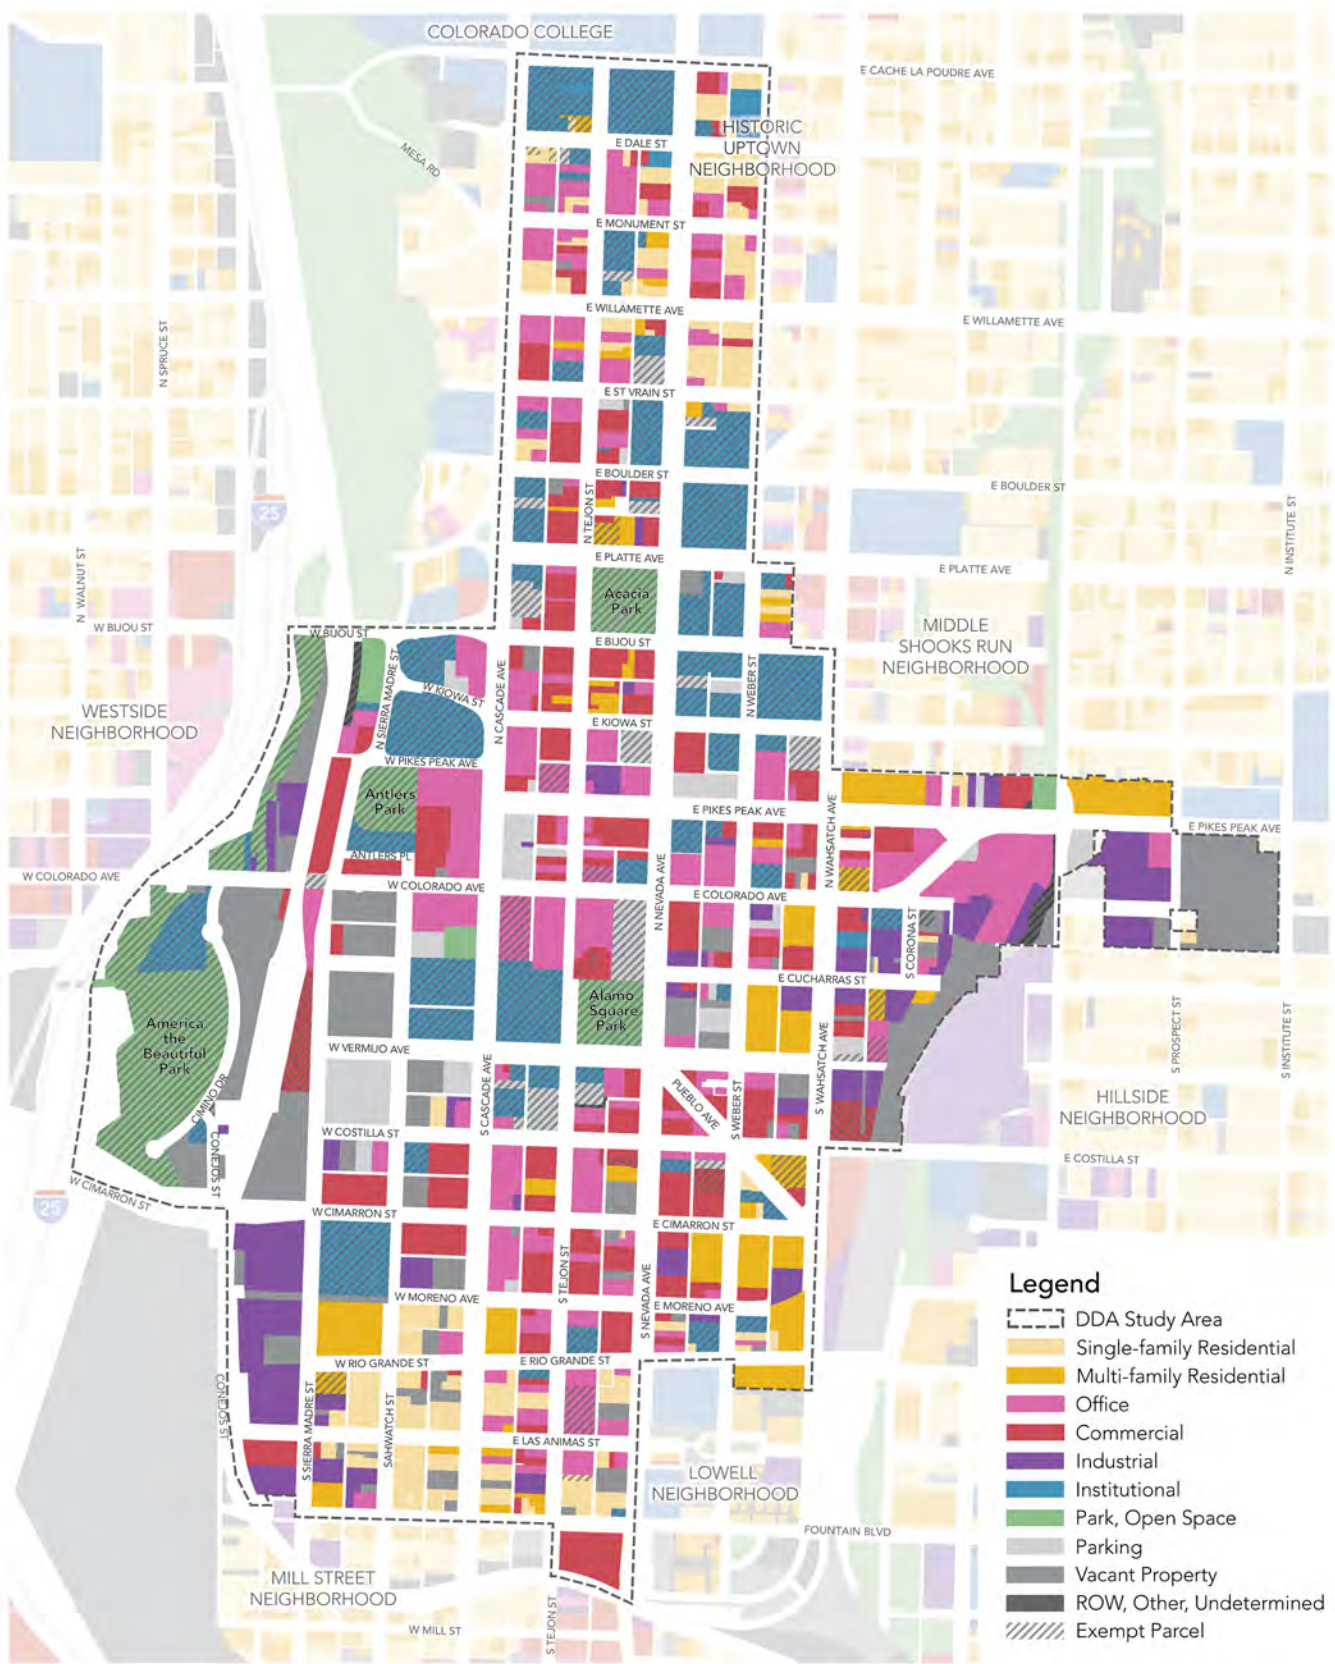 COLORADO COLLEGE
E CACHE LA POUDRE AVE
HISTORIC
UPTOWN
NEIGHBORHOOD
E DALE ST
MESA RD
E MONUMENT ST
E WILLAMETTE AVE
E WILLAMETTE AVE
N SPRUCE ST
E ST VRAIN ST
E BOULDER ST
E BOULDER ST
25
N TEJON ST
N INSTITUTE ST
E PLATTE AVE
E PLATTE AVE
N WALNUT ST
Acacia
Park
W BIJOU ST
W BIJOU ST
E BIJOU ST
MIDDLE
SHOOKS RUN
NEIGHBORHOOD
N SIERRA MADRE ST
W KIOWA ST
N CASCADE AVE
N WEBER ST
WESTSIDE
NEIGHBORHOOD
E KIOWA ST
W PIKES PEAK AVE
Antlers
Park
E PIKES PEAK AVE
E PIKES PEAK AVE
N WAHSATCH AVE
ANTLERS PL
W COLORADO AVE
W COLORADO AVE
E COLORADO AVE
N NEVADA AVE
S CORONA ST
E CUCHARRAS ST
America
the
Beautiful
Park
Alamo
Square
Park
W VERMIJO AVE
S PROSPECT ST
S INSTITUTE ST
CIMINO DR
S CASCADE AVE
PUEBLO AVE
S WEBER ST
S WAHSATCH AVE
HILLSIDE
NEIGHBORHOOD
W COSTILLA ST
CONEJOS ST
E COSTILLA ST
W CIMARRON ST
25
W CIMARRON ST
E CIMARRON ST
S TEJON ST
S NEVADA AVE
W MORENO AVE
E MORENO AVE
W RIO GRANDE ST
E RIO GRANDE ST
CONEJOS ST
S SIERRA MADRE ST
SAHWATCH ST
E LAS ANIMAS ST
LOWELL
NEIGHBORHOOD
FOUNTAIN BLVD
MILL STREET
NEIGHBORHOOD
W MILL ST
S TEJON ST
Legend
DDA Study Area
Single-family Residential
Multi-family Residential
Office
Commercial
Industrial
Institutional
Park, Open Space
Parking
Vacant Property
ROW, Other, Undetermined
Exempt Parcel